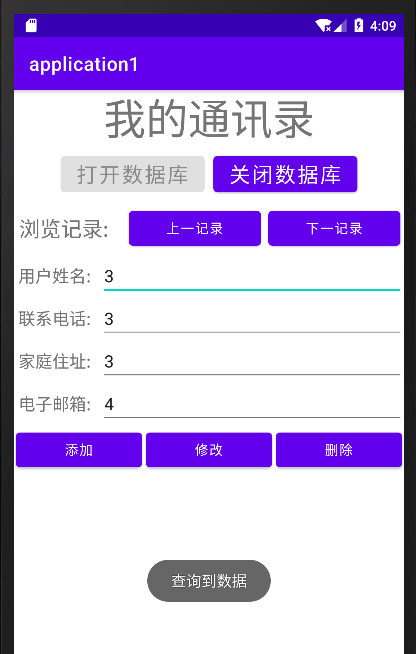 4:09
application1
我的通讯录
打开数据库 关闭数据库
浏览记录: 上一记录 下一记录
用户姓名: 3
联系电话: 3
家庭住址: 3
电子邮箱: 4
添加 修改 删除
查询到数据